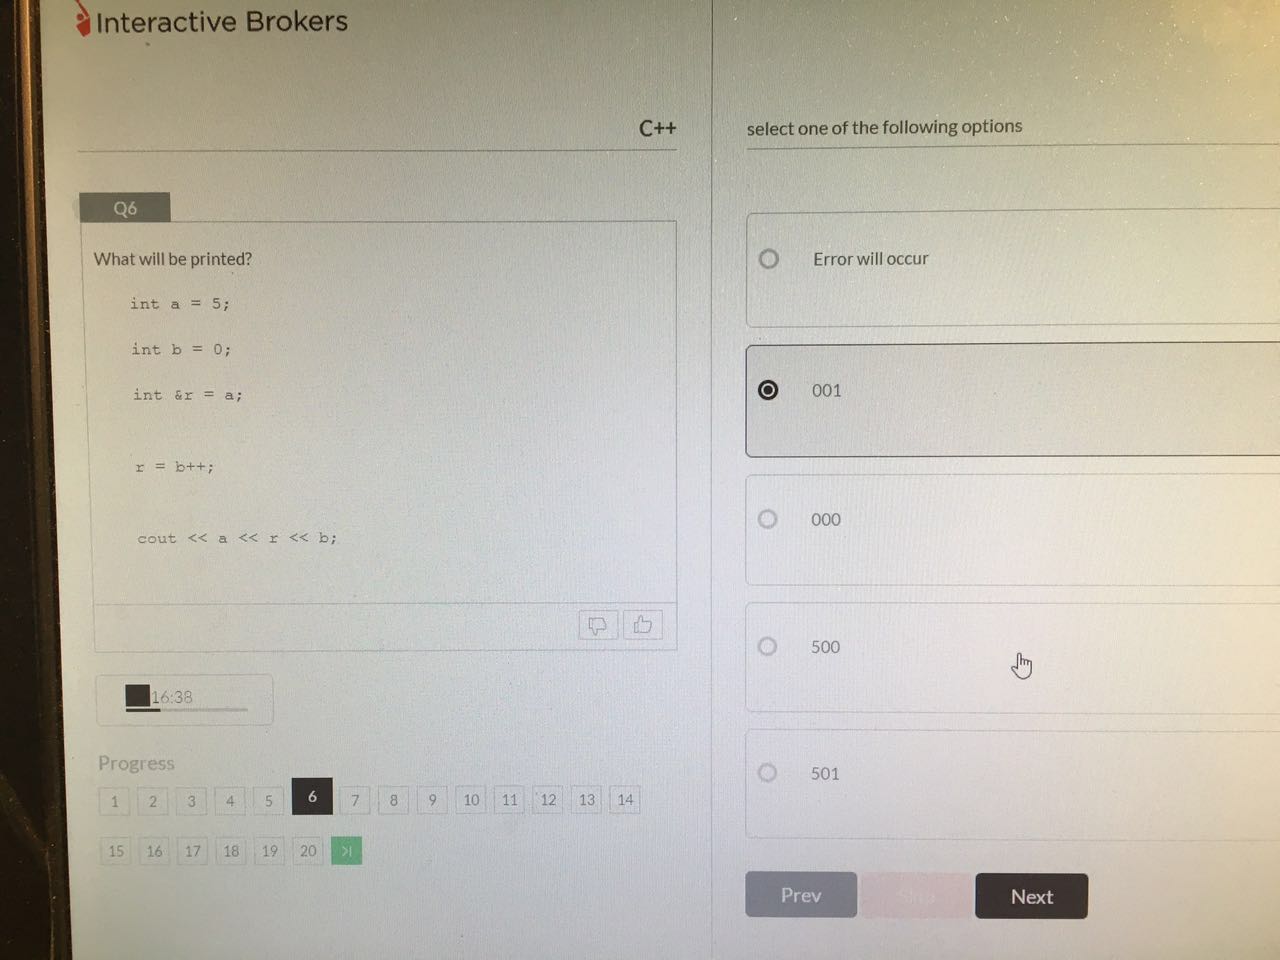 Interactive Brokers
C++
Q6
What will be printed?
int a = 5;
int b = 0;
int &r = a;
r = b++;
cout << a << r << b;
16:38
Progress
1 2 3 4 5 6 7 8 9 10 11 12 13 14
15 16 17 18 19 20
select one of the following options
Error will occur
001
000
500
501
Prev Skip Next